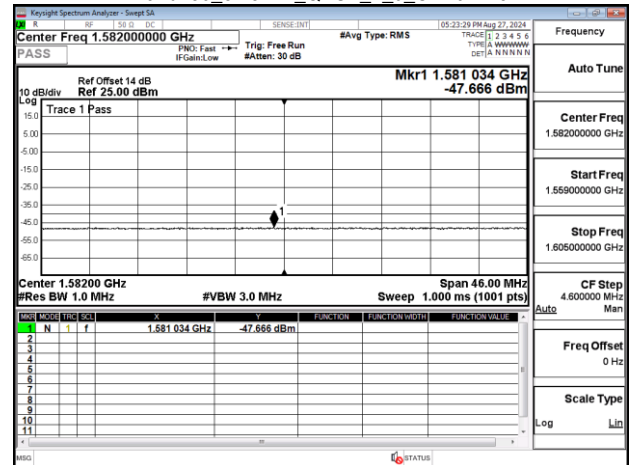 Keysight Spectrum Analyzer - Swept SA
R RF 50 Ω DC SENSE:INT 05:23:29 PM Aug 27, 2024
Center Freq 1.582000000 GHz #Avg Type: RMS TRACE 1 2 3 4 5 6
PNO: Fast Trig: Free Run TYPE A WWWWW
PASS IFGain:Low #Atten: 30 dB DET A NNNNN
Mkr1 1.581 034 GHz
-47.666 dBm
Ref Offset 14 dB
10 dB/div Ref 25.00 dBm
Log
Trace 1 Pass
15.0
5.00
-5.00
-15.0
-25.0
-35.0
1
-45.0
-55.0
-65.0
Center 1.58200 GHz Span 46.00 MHz
#Res BW 1.0 MHz #VBW 3.0 MHz Sweep 1.000 ms (1001 pts)
MKR MODE TRC SCL X Y FUNCTION FUNCTION WIDTH FUNCTION VALUE
1 N 1 f 1.581 034 GHz -47.666 dBm
2
3
4
5
6
7
8
9
10
11
MSG STATUS
Frequency
Auto Tune
Center Freq
1.582000000 GHz
Start Freq
1.559000000 GHz
Stop Freq
1.605000000 GHz
CF Step
4.600000 MHz
Auto Man
Freq Offset
0 Hz
Scale Type
Log Lin